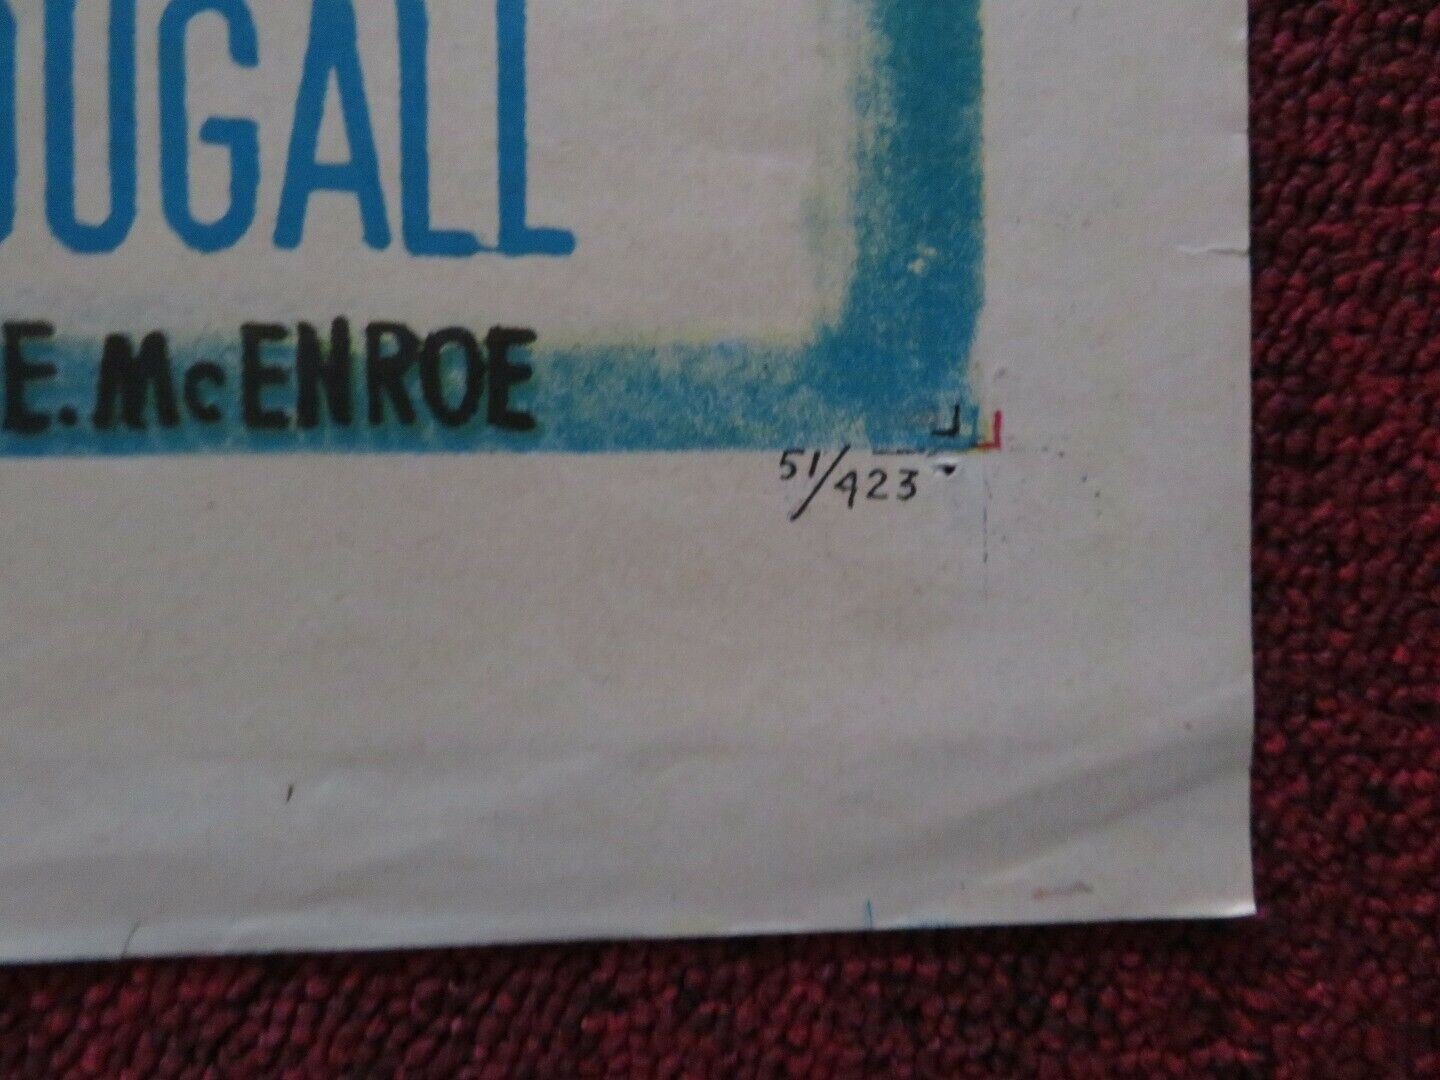 OUGALL
E. McENROE
51/423